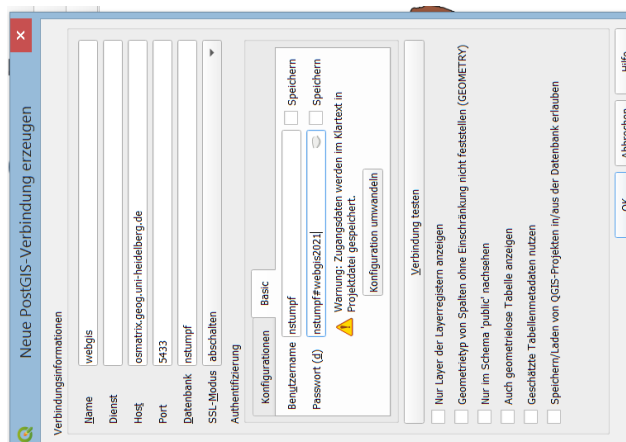 Neue PostGIS-Verbindung erzeugen
Verbindungsinformationen
Name webgis
Dienst
Host osmatrix.geog.uni-heidelberg.de
Port 5433
Datenbank nstumpf
SSL-Modus abschalten
Authentifizierung
Konfigurationen Basic
Benutzername nstumpf Speichern
Passwort (d) nstumpf#webgis2021 Speichern
Warnung: Zugangsdaten werden im Klartext in
Projektdatei gespeichert.
Konfiguration umwandeln
Verbindung testen
Nur Layer der Layerregistern anzeigen
Geometrietyp von Spalten ohne Einschränkung nicht feststellen (GEOMETRY)
Nur im Schema 'public' nachsehen
Auch geometrielose Tabelle anzeigen
Geschätzte Tabellenmetadaten nutzen
Speichern/Laden von QGIS-Projekten in/aus der Datenbank erlauben
OK Abbrechen Hilfe